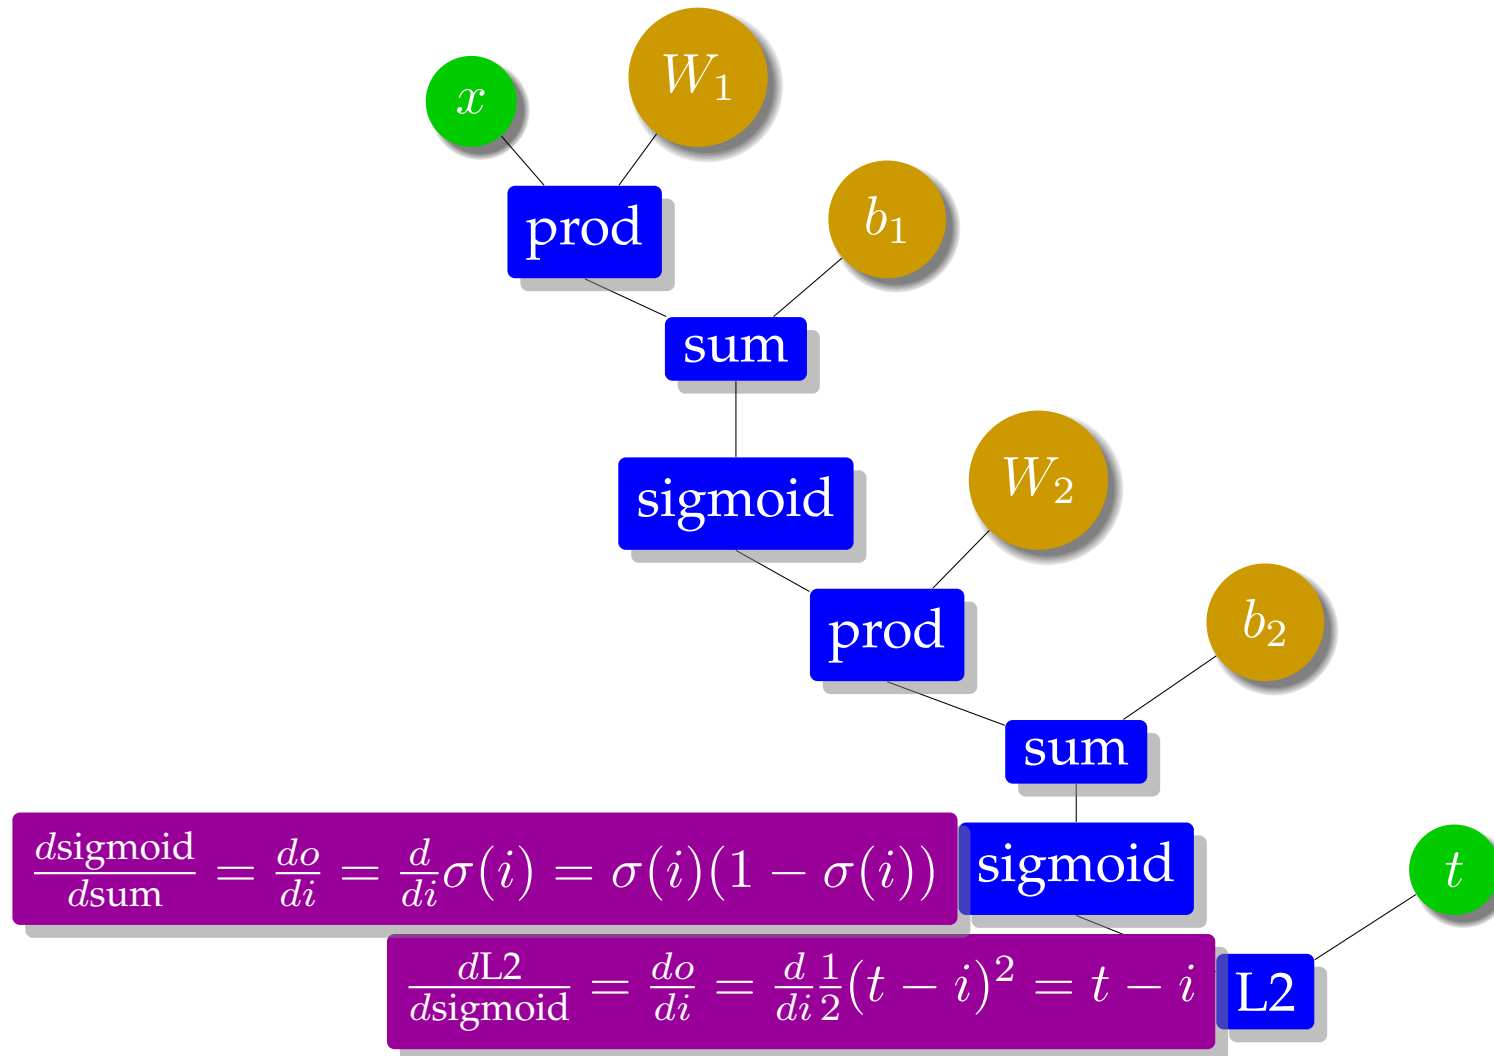 x
W₁
prod
b₁
sum
sigmoid
W₂
prod
b₂
sum
dsigmoid/dsum = do/di = d/di σ(i) = σ(i)(1 − σ(i))
sigmoid
t
dL2/dsigmoid = do/di = d/di 1/2 (t − i)² = t − i
L2